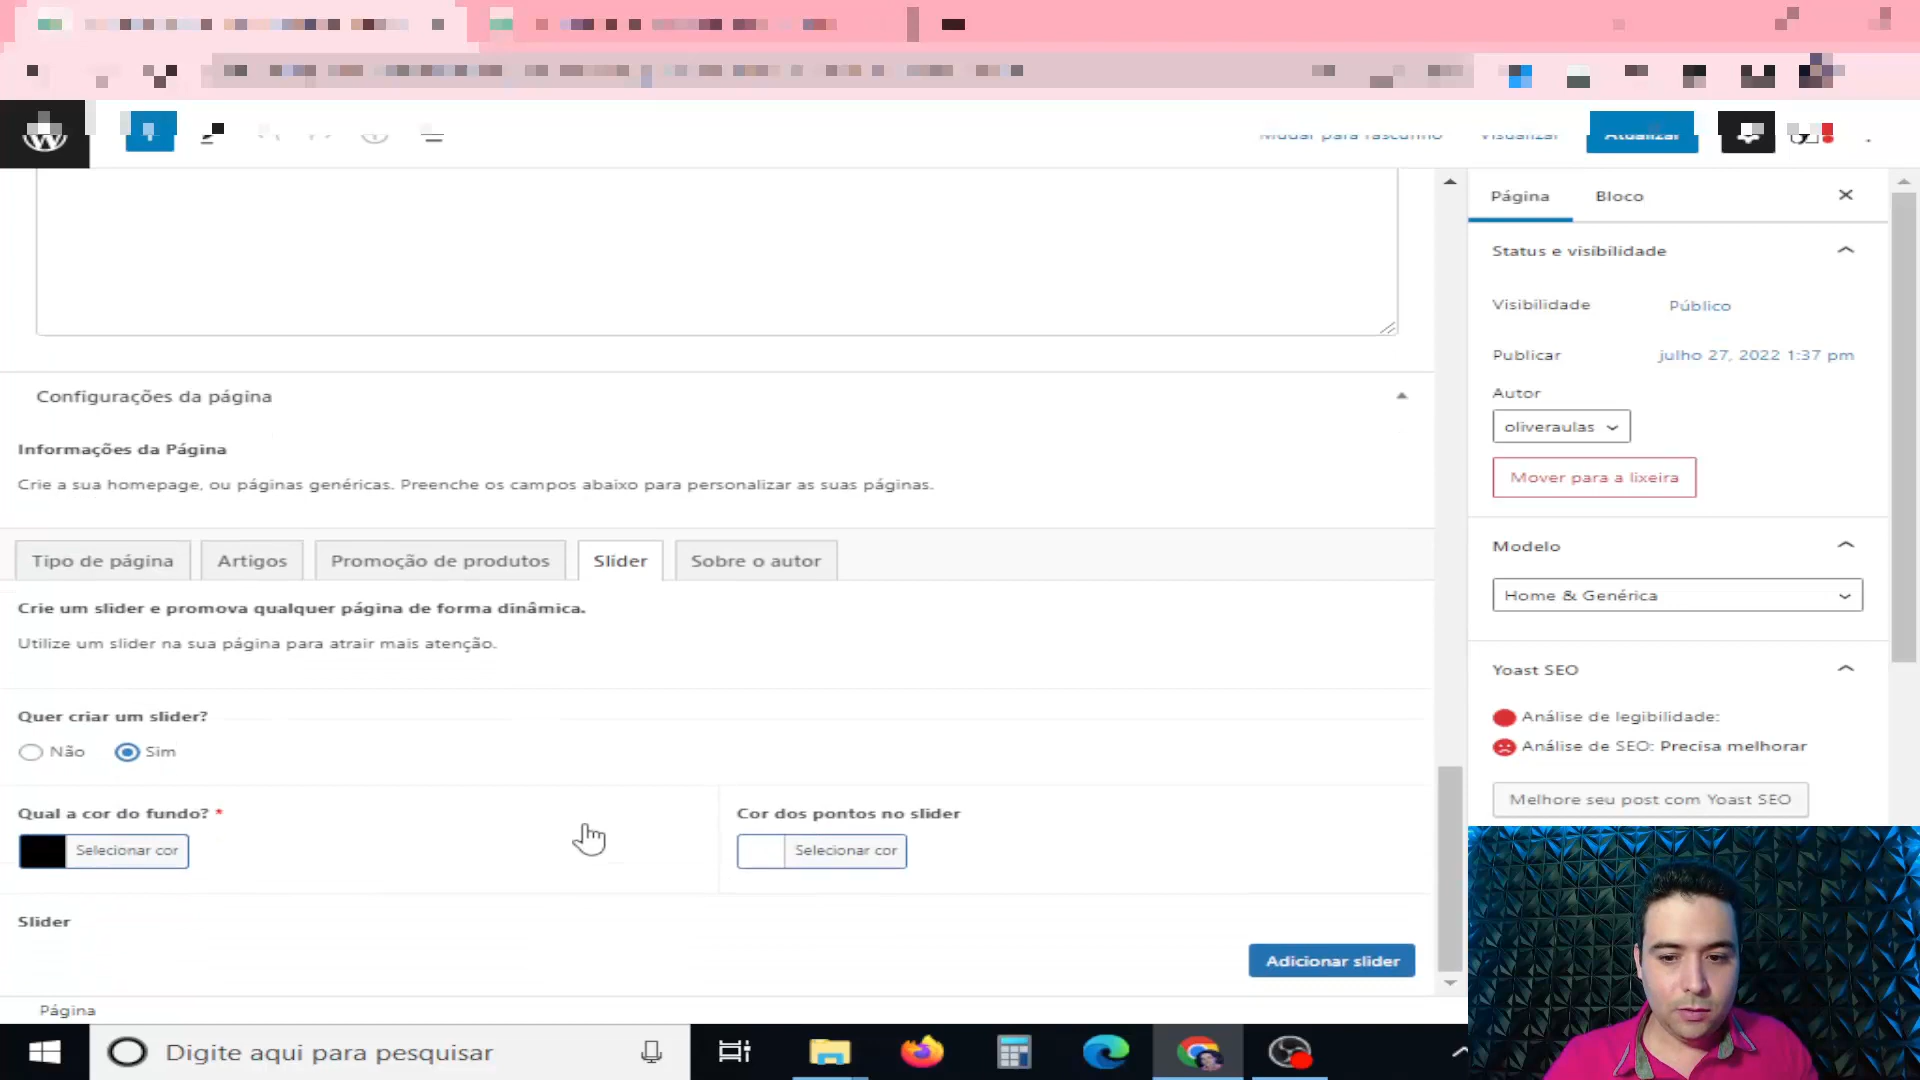 Mudar para rascunho
Visualizar
Atualizar
Página
Bloco
Status e visibilidade
Visibilidade
Público
Publicar
julho 27, 2022 1:37 pm
Autor
oliveraulas
Mover para a lixeira
Modelo
Home & Genérica
Yoast SEO
Análise de legibilidade:
Análise de SEO: Precisa melhorar
Melhore seu post com Yoast SEO
Configurações da página
Informações da Página
Crie a sua homepage, ou páginas genéricas. Preenche os campos abaixo para personalizar as suas páginas.
Tipo de página
Artigos
Promoção de produtos
Slider
Sobre o autor
Crie um slider e promova qualquer página de forma dinâmica.
Utilize um slider na sua página para atrair mais atenção.
Quer criar um slider?
Não
Sim
Qual a cor do fundo? *
Selecionar cor
Cor dos pontos no slider
Selecionar cor
Slider
Adicionar slider
Página
Digite aqui para pesquisar